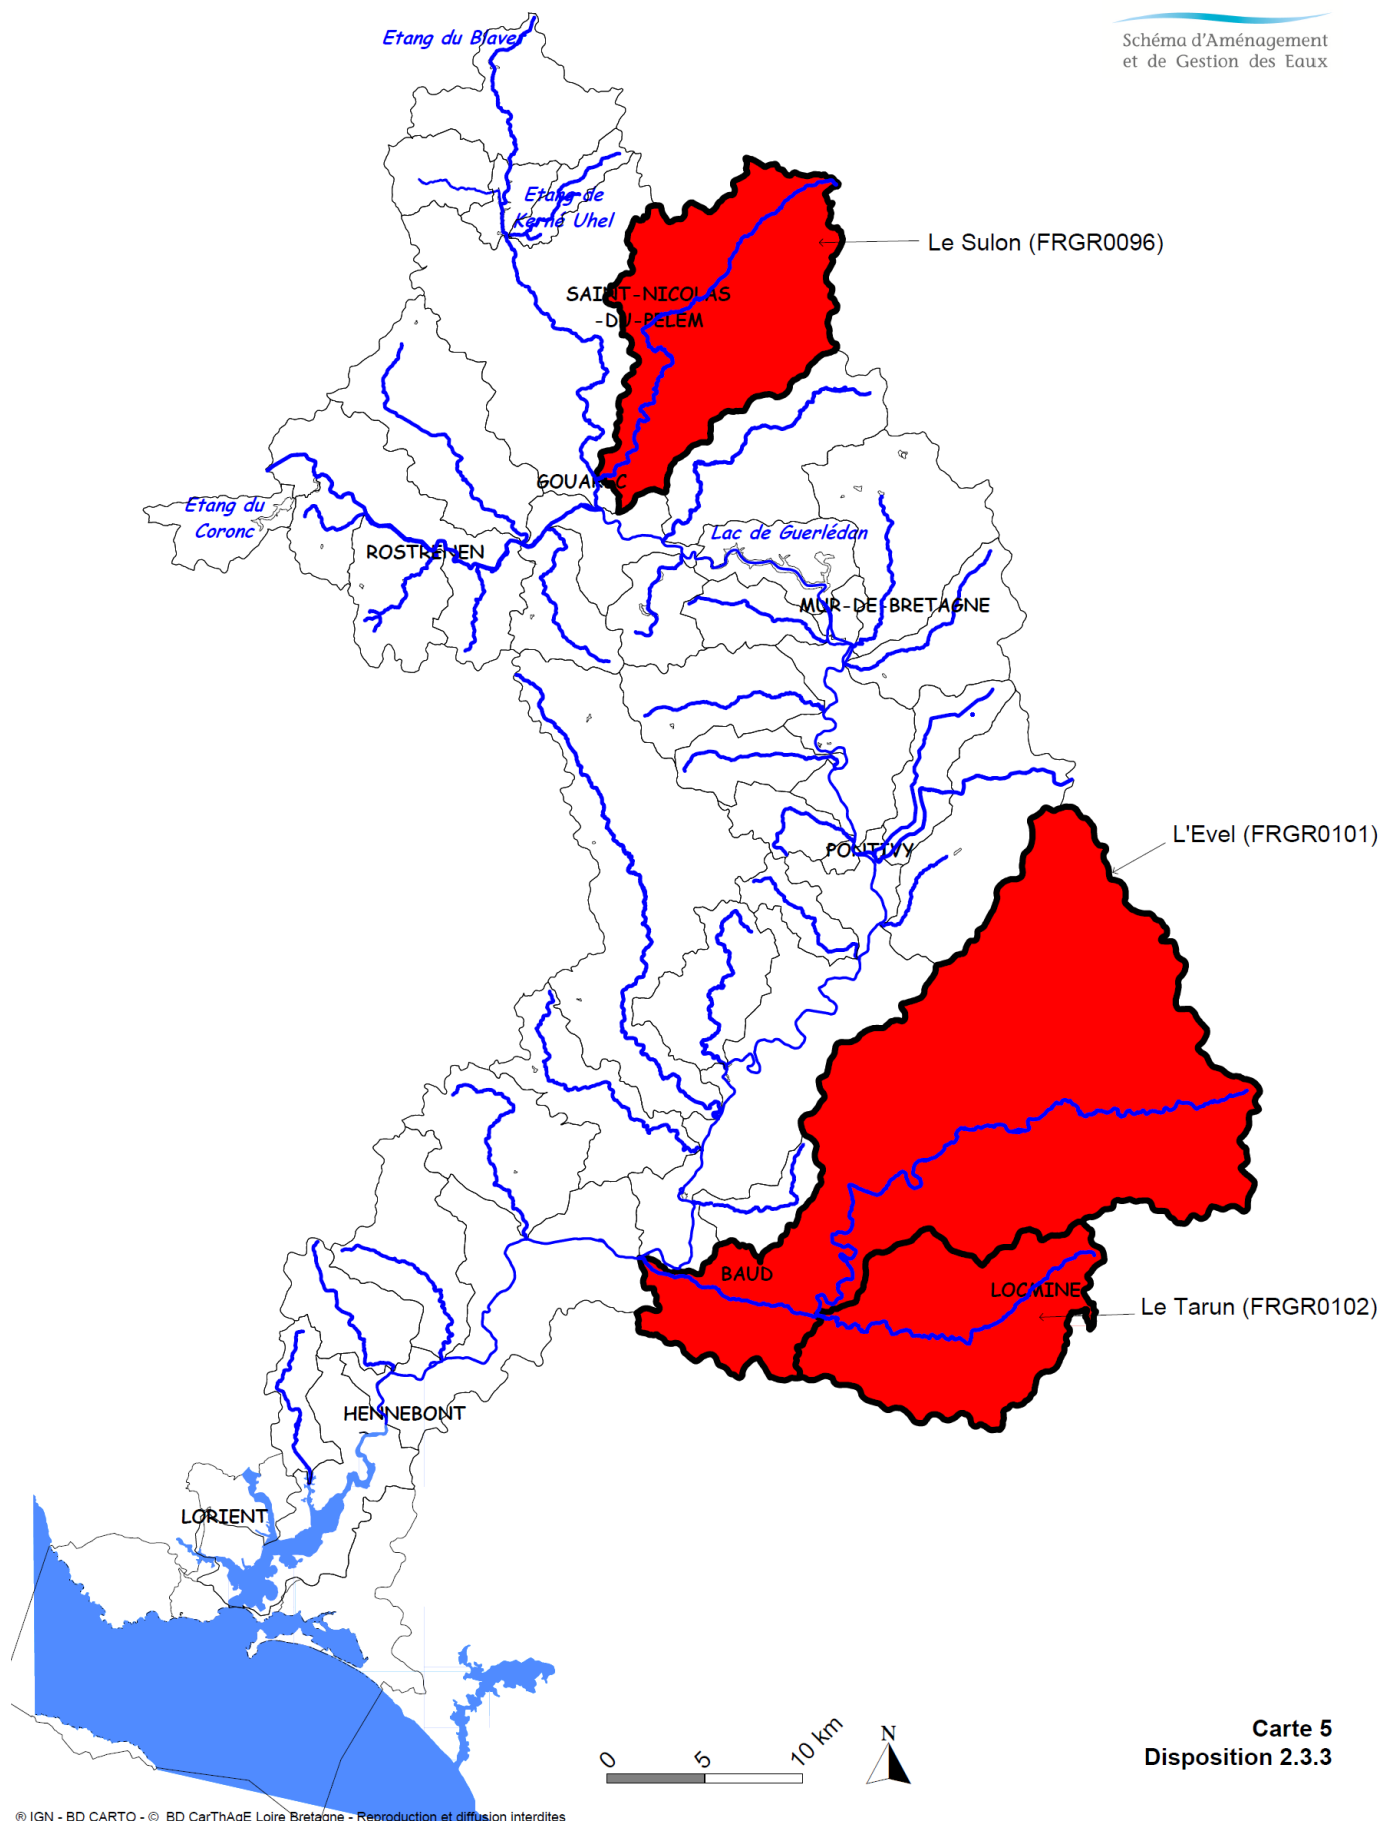 Schéma d'Aménagement
et de Gestion des Eaux
Etang du Blavet
Etang de
Kerné Uhel
Le Sulon (FRGR0096)
SAINT-NICOLAS
-DU-PELEM
GOUAREC
Etang du
Coronc
ROSTRENEN
Lac de Guerlédan
MUR-DE-BRETAGNE
L'Evel (FRGR0101)
PONTIVY
BAUD
LOCMINE
Le Tarun (FRGR0102)
HENNEBONT
LORIENT
0 5 10 km
N
Carte 5
Disposition 2.3.3
® IGN - BD CARTO - © BD CarThAgE Loire Bretagne - Reproduction et diffusion interdites